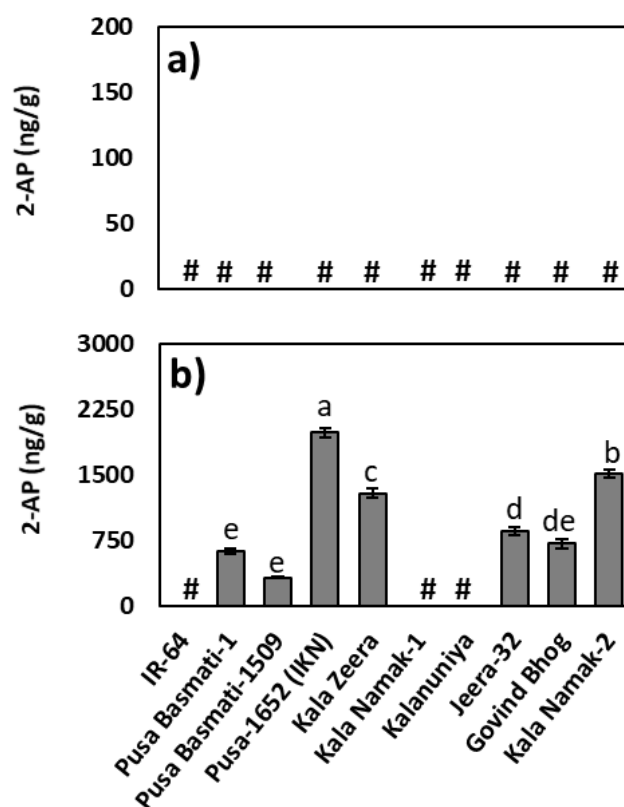 200
a)
150
2-AP (ng/g)
100
50
# # # # # # # # # #
0
3000
b)
2250
a
b
1500
c
2-AP (ng/g)
d
de
e
750
e
# # #
0
IR-64
Pusa Basmati-1
Pusa Basmati-1509
Pusa-1652 (IKN)
Kala Zeera
Kala Namak-1
Kalanuniya
Jeera-32
Govind Bhog
Kala Namak-2